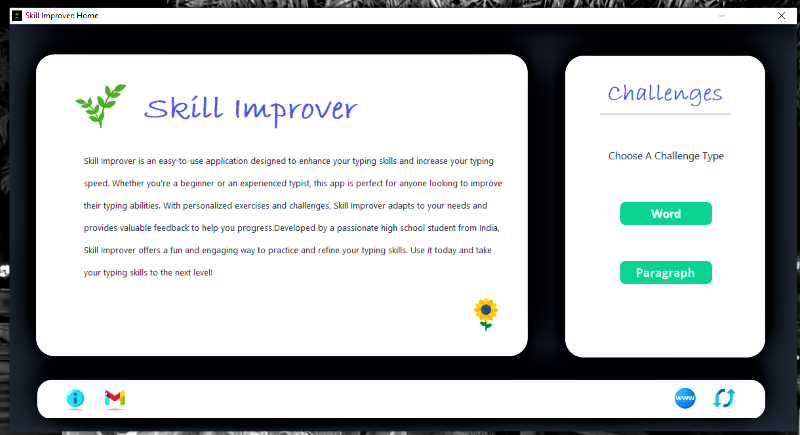 Skill Improver: Home
Skill Improver
Skill Improver is an easy-to-use application designed to enhance your typing skills and increase your typing
speed. Whether you're a beginner or an experienced typist, this app is perfect for anyone looking to improve
their typing abilities. With personalized exercises and challenges, Skill Improver adapts to your needs and
provides valuable feedback to help you progress.Developed by a passionate high school student from India,
Skill Improver offers a fun and engaging way to practice and refine your typing skills. Use it today and take
your typing skills to the next level!
Challenges
Choose A Challenge Type
Word
Paragraph
www